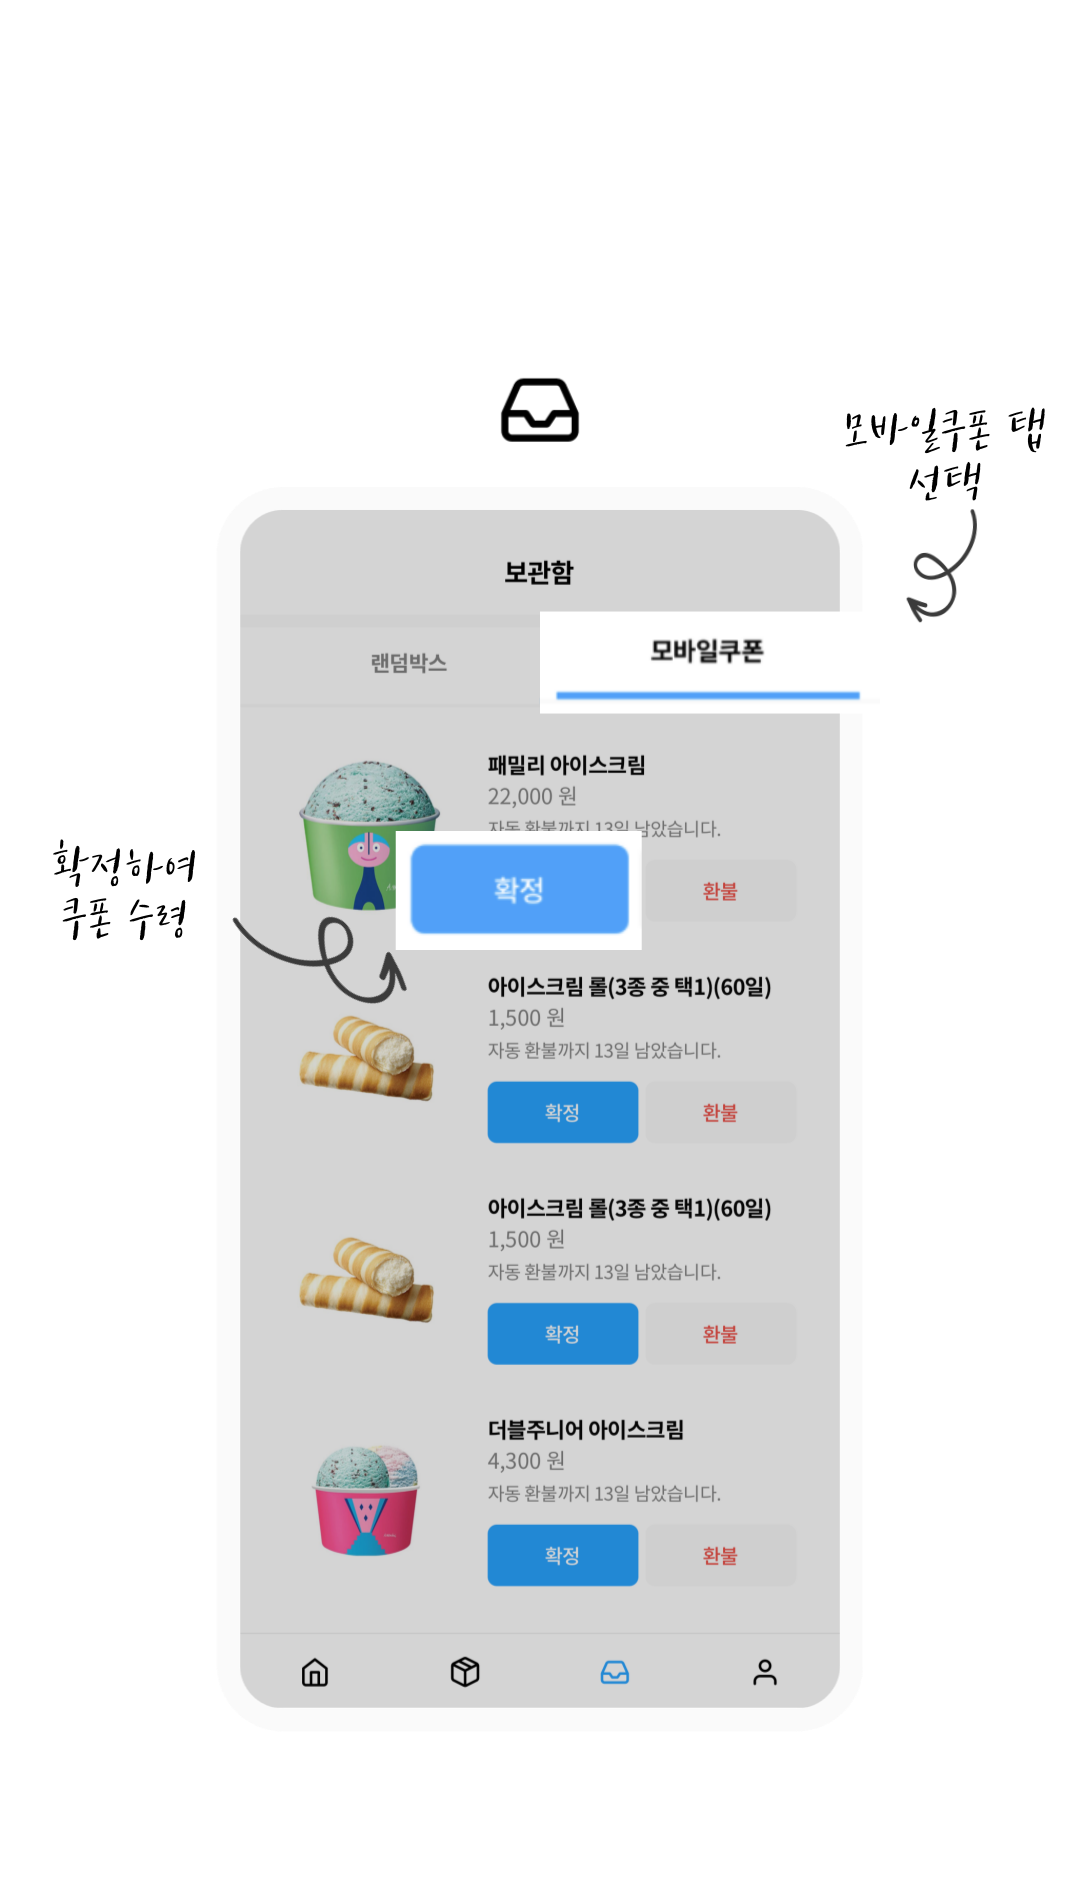 모바일쿠폰 탭
선택
보관함
랜덤박스
모바일쿠폰
패밀리 아이스크림
22,000 원
자동 환불까지 13일 남았습니다.
확정
환불
확정하여
쿠폰 수령
아이스크림 롤(3종 중 택1)(60일)
1,500 원
자동 환불까지 13일 남았습니다.
확정
환불
아이스크림 롤(3종 중 택1)(60일)
1,500 원
자동 환불까지 13일 남았습니다.
확정
환불
더블주니어 아이스크림
4,300 원
자동 환불까지 13일 남았습니다.
확정
환불